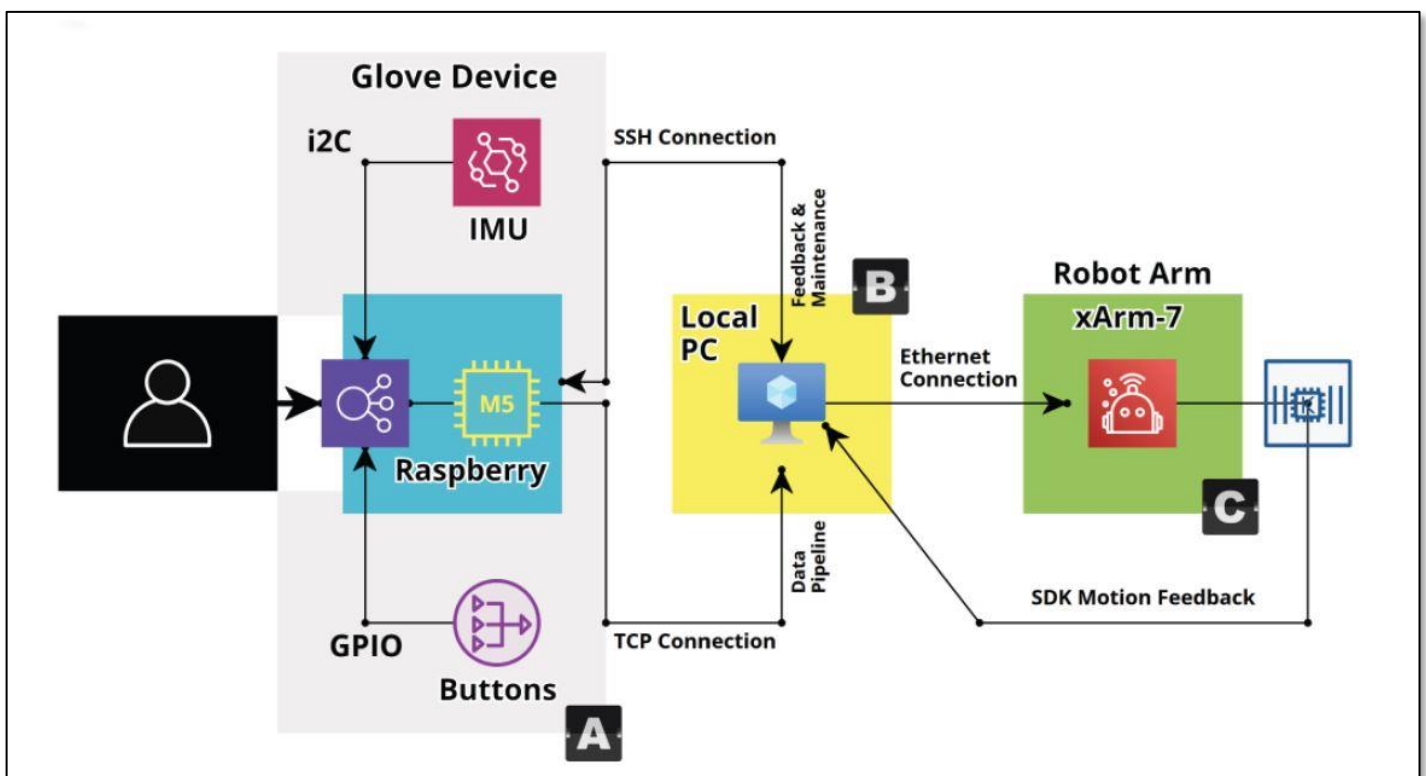 Glove Device
i2C
IMU
SSH Connection
Feedback &
Maintenance
B
Robot Arm
xArm-7
Local
PC
Ethernet
Connection
M5
Raspberry
C
Data
Pipeline
SDK Motion Feedback
GPIO
TCP Connection
Buttons
A